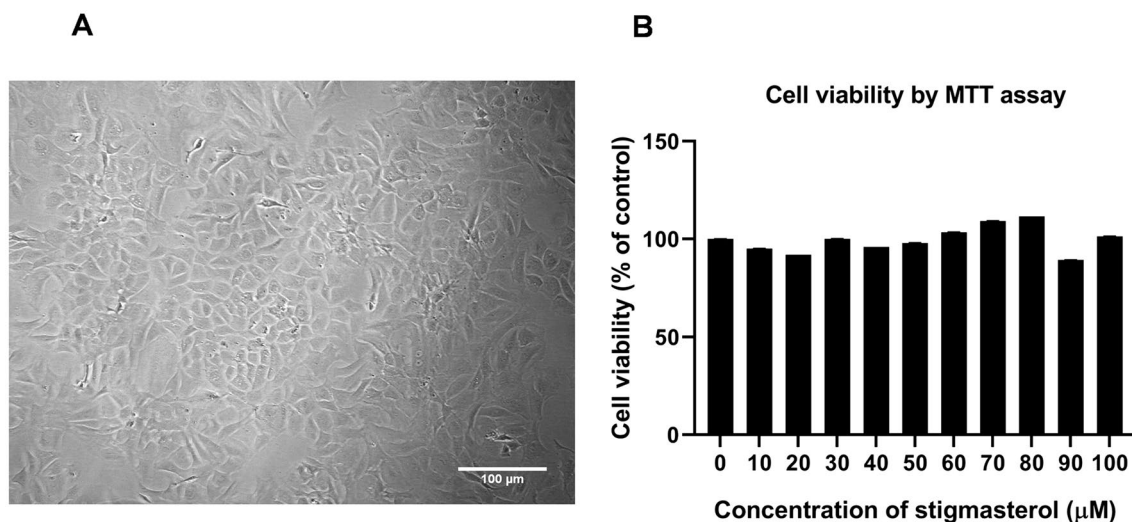 A
100 µm
B
Cell viability by MTT assay
Cell viability (% of control)
150
100
50
0
0 10 20 30 40 50 60 70 80 90 100
Concentration of stigmasterol (µM)